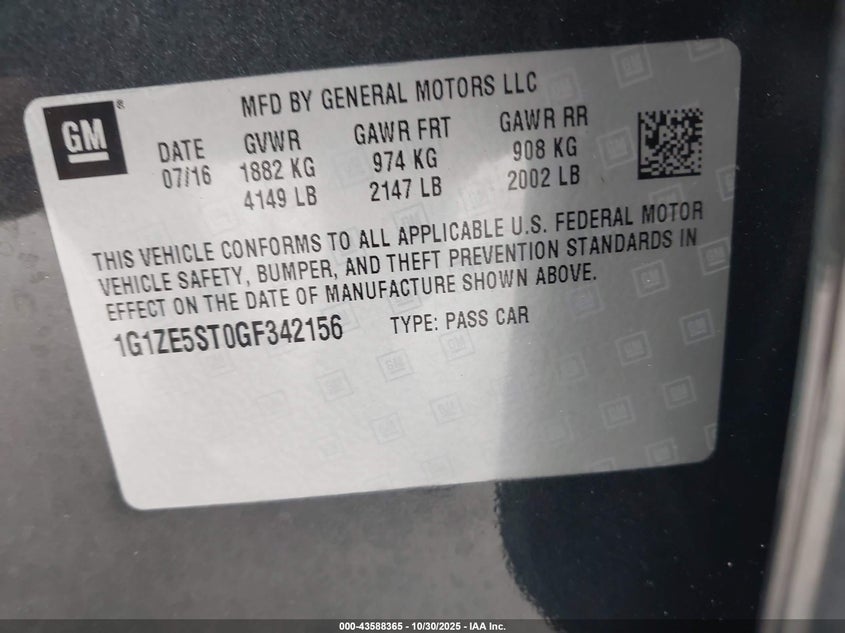 GM ®
MFD BY GENERAL MOTORS LLC
DATE GVWR GAWR FRT GAWR RR
07/16 1882 KG 974 KG 908 KG
4149 LB 2147 LB 2002 LB
THIS VEHICLE CONFORMS TO ALL APPLICABLE U.S. FEDERAL MOTOR
VEHICLE SAFETY, BUMPER, AND THEFT PREVENTION STANDARDS IN
EFFECT ON THE DATE OF MANUFACTURE SHOWN ABOVE.
1G1ZE5ST0GF342156 TYPE: PASS CAR
000-43588365 - 10/30/2025 - IAA Inc.